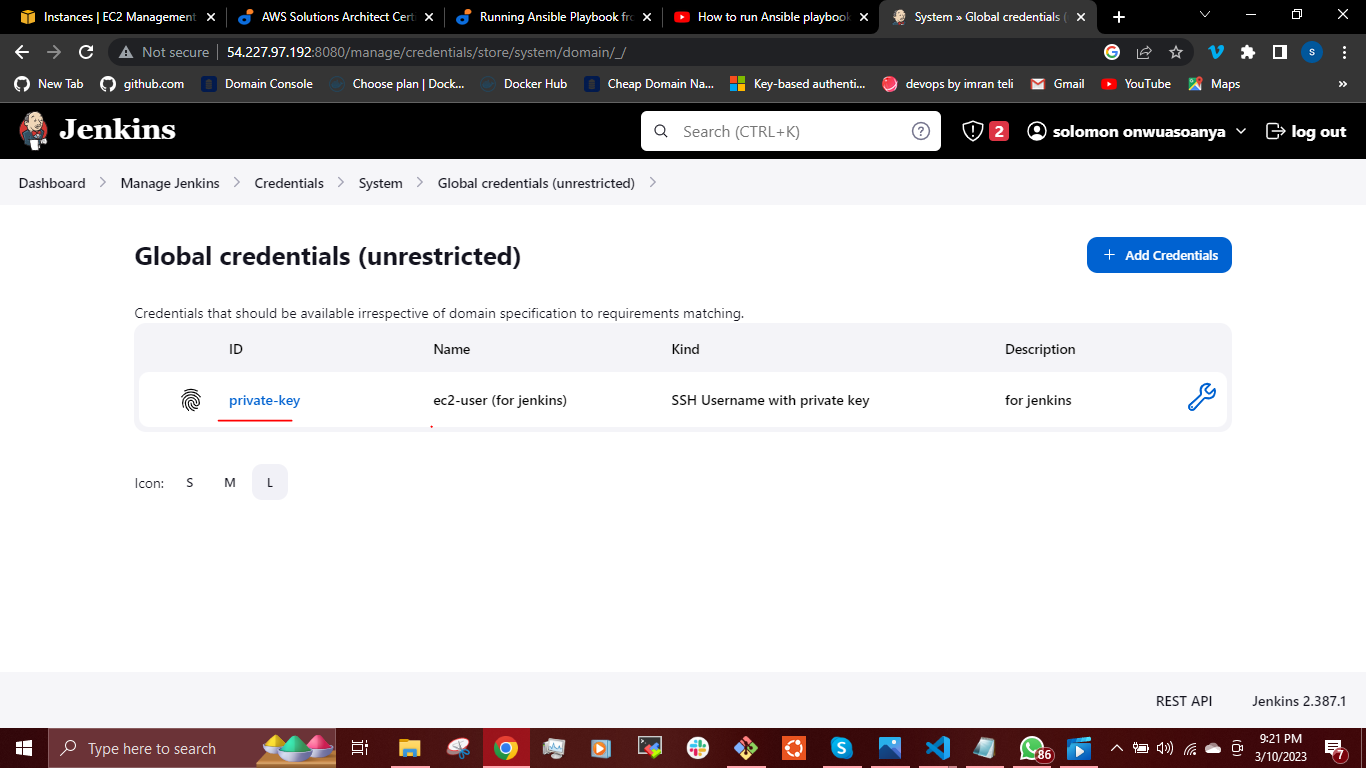 Instances | EC2 Management
AWS Solutions Architect Certi
Running Ansible Playbook fr
How to run Ansible playbook
System » Global credentials (
Not secure
54.227.97.192:8080/manage/credentials/store/system/domain/_/
S
New Tab
github.com
Domain Console
Choose plan | Dock...
Docker Hub
Cheap Domain Na...
Key-based authenti...
devops by imran teli
Gmail
YouTube
Maps
»
Jenkins
Search (CTRL+K)
2
solomon onwuasoanya
log out
Dashboard
Manage Jenkins
Credentials
System
Global credentials (unrestricted)
Global credentials (unrestricted)
+ Add Credentials
Credentials that should be available irrespective of domain specification to requirements matching.
ID Name Kind Description
private-key ec2-user (for jenkins) SSH Username with private key for jenkins
Icon: S M L
REST API Jenkins 2.387.1
Type here to search
86
9:21 PM
3/10/2023
7